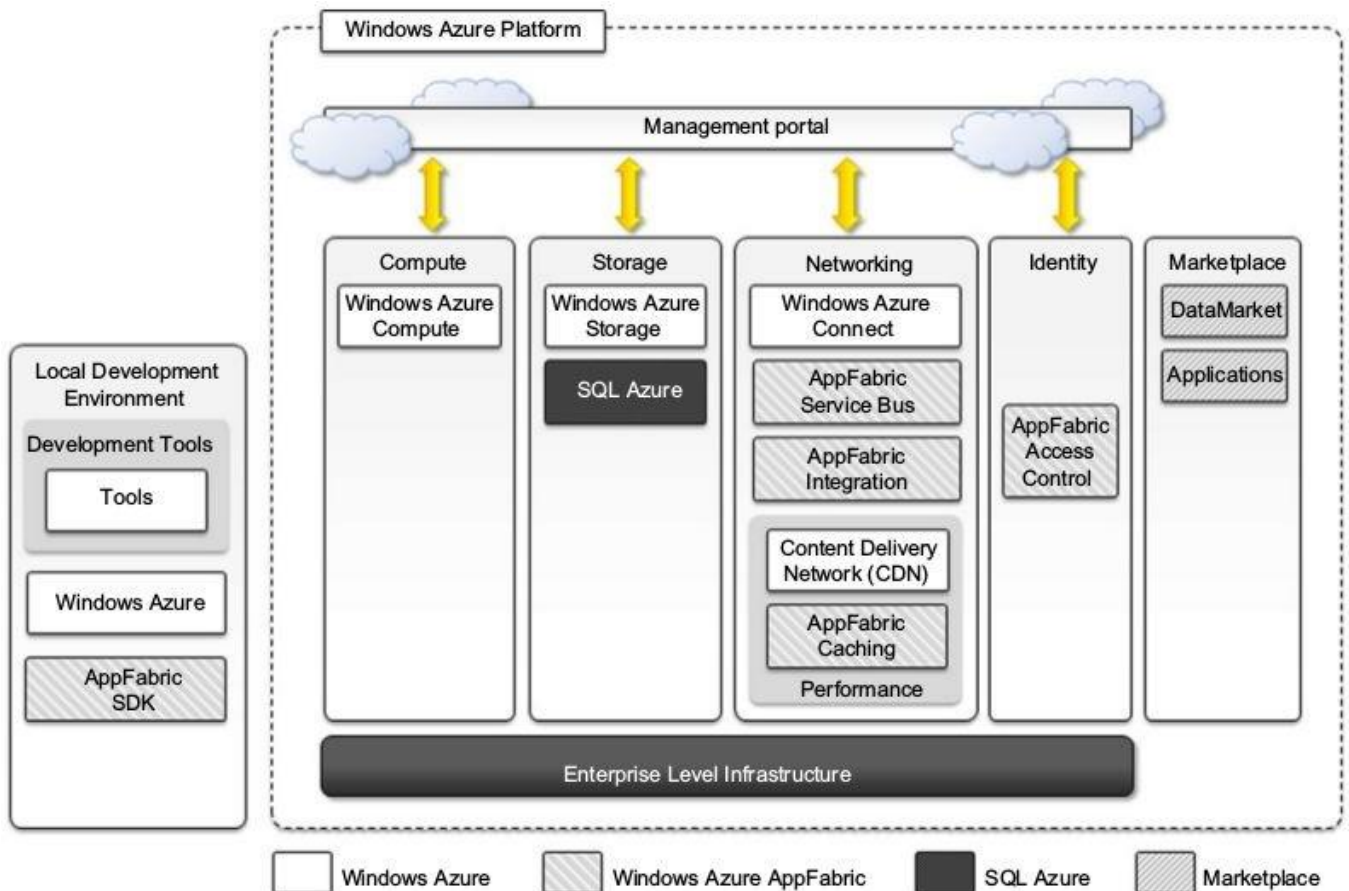 Windows Azure Platform
Management portal
Compute
Windows Azure
Compute
Storage
Windows Azure
Storage
SQL Azure
Networking
Windows Azure
Connect
AppFabric
Service Bus
AppFabric
Integration
Content Delivery
Network (CDN)
AppFabric
Caching
Performance
Identity
AppFabric
Access
Control
Marketplace
DataMarket
Applications
Local Development
Environment
Development Tools
Tools
Windows Azure
AppFabric
SDK
Enterprise Level Infrastructure
Windows Azure
Windows Azure AppFabric
SQL Azure
Marketplace